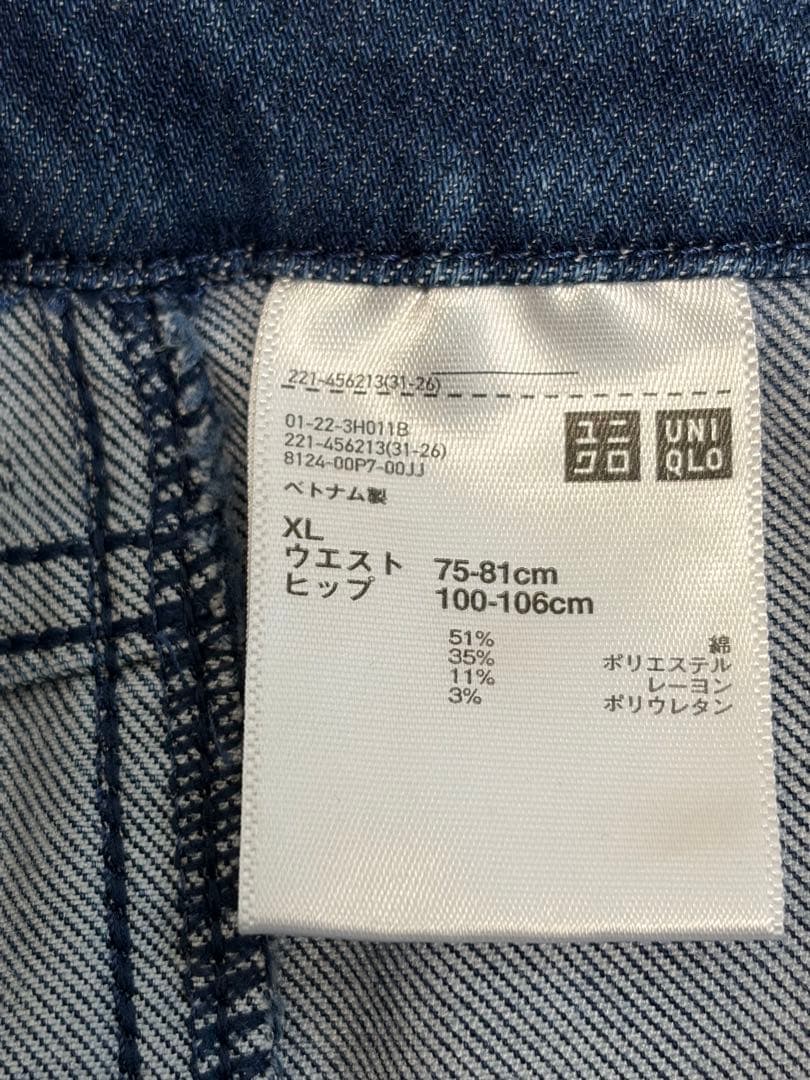 221-456213(31-26)
01-22-3H011B
221-456213(31-26)
8124-00P7-00JJ
ベトナム製
ユニ
クロ
UNI
QLO
XL
ウエスト 75-81cm
ヒップ 100-106cm
51% 綿
35% ポリエステル
11% レーヨン
3% ポリウレタン